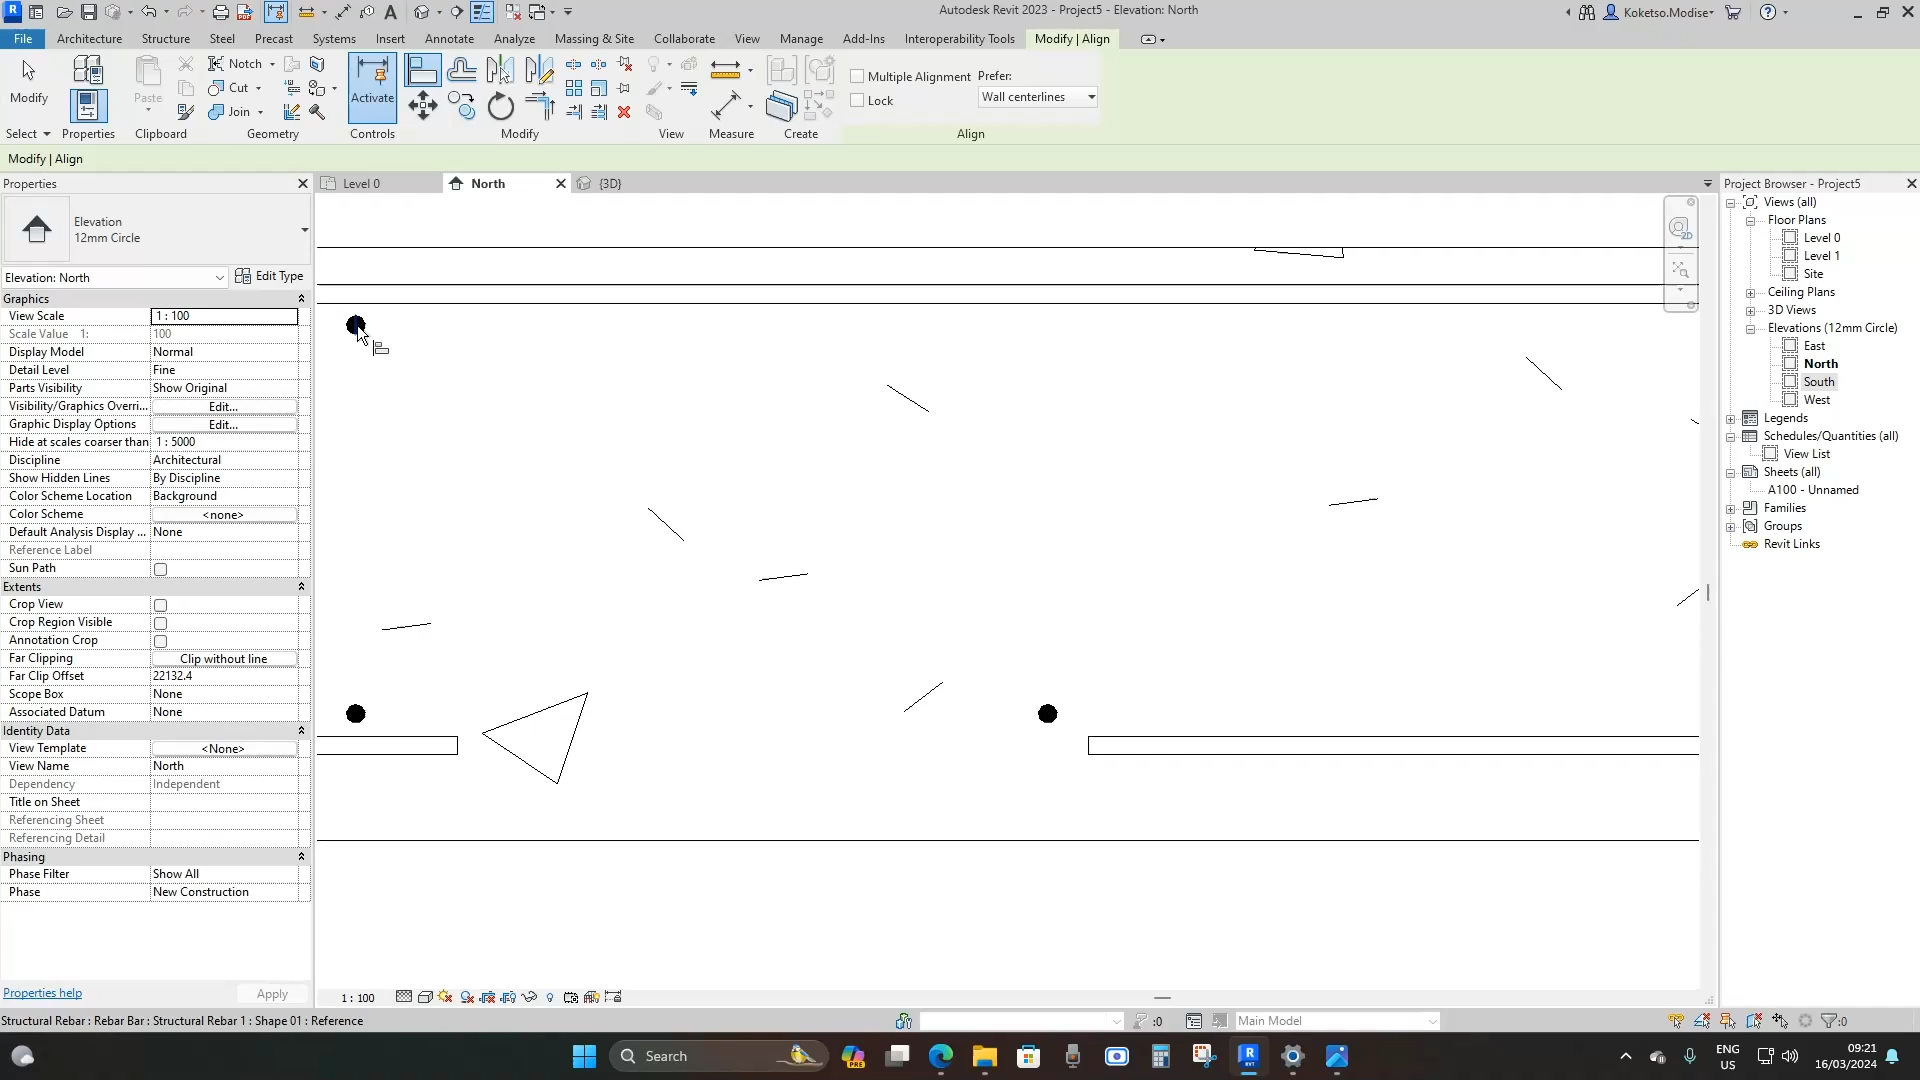 Autodesk Revit 2023 - Project5 - Elevation: North
Koketso.Modise
File
Architecture
Structure
Steel
Precast
Systems
Insert
Annotate
Analyze
Massing & Site
Collaborate
View
Manage
Add-Ins
Interoperability Tools
Modify | Align
Modify
Paste
Notch
Cut
Join
Activate
Multiple Alignment
Prefer:
Lock
Wall centerlines
Select
Properties
Clipboard
Geometry
Controls
Modify
View
Measure
Create
Align
Modify | Align
Properties
Elevation
12mm Circle
Elevation: North
Edit Type
Graphics
View Scale 1 : 100
Scale Value 1: 100
Display Model Normal
Detail Level Fine
Parts Visibility Show Original
Visibility/Graphics Overri... Edit...
Graphic Display Options Edit...
Hide at scales coarser than 1 : 5000
Discipline Architectural
Show Hidden Lines By Discipline
Color Scheme Location Background
Color Scheme <none>
Default Analysis Display ... None
Reference Label
Sun Path
Extents
Crop View
Crop Region Visible
Annotation Crop
Far Clipping Clip without line
Far Clip Offset 22132.4
Scope Box None
Associated Datum None
Identity Data
View Template <None>
View Name North
Dependency Independent
Title on Sheet
Referencing Sheet
Referencing Detail
Phasing
Phase Filter Show All
Phase New Construction
Properties help
Apply
Level 0
North
{3D}
2D
1 : 100
Project Browser - Project5
Views (all)
Floor Plans
Level 0
Level 1
Site
Ceiling Plans
3D Views
Elevations (12mm Circle)
East
North
South
West
Legends
Schedules/Quantities (all)
View List
Sheets (all)
A100 - Unnamed
Families
Groups
Revit Links
Structural Rebar : Rebar Bar : Structural Rebar 1 : Shape 01 : Reference
:0
Main Model
:0
Search
PRE
ENG
US
09:21
16/03/2024